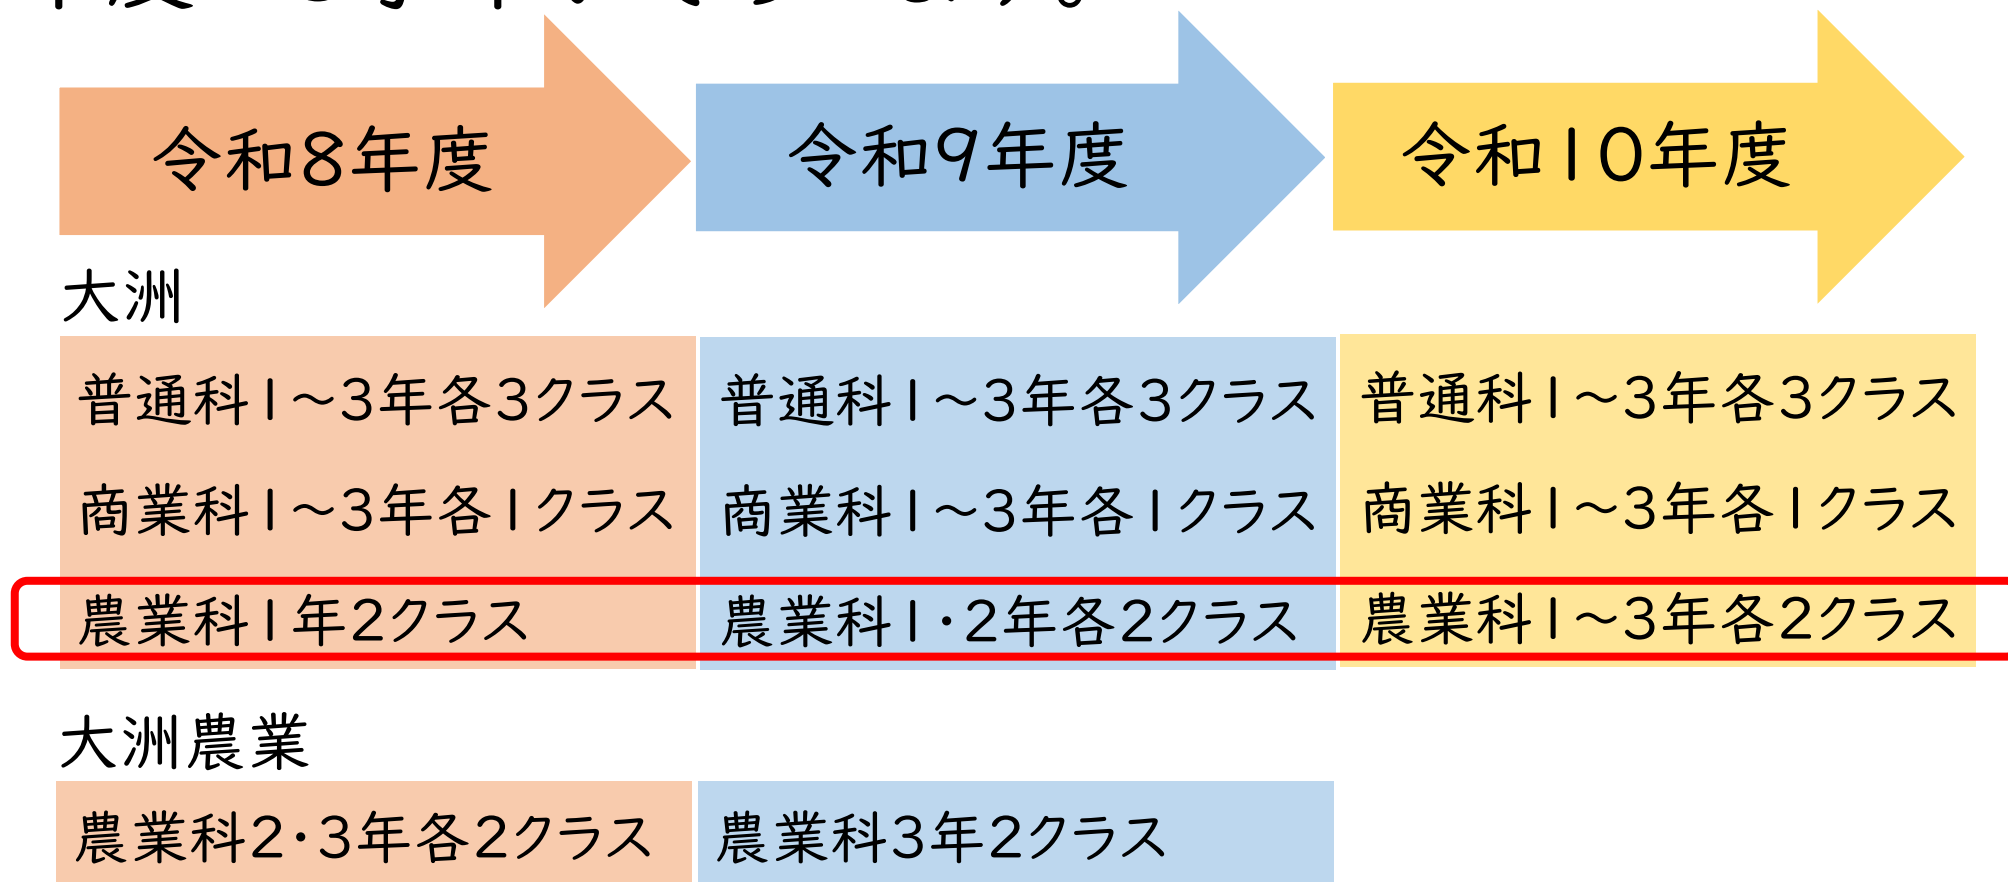 令和8年度
令和9年度
令和10年度
大洲
普通科1～3年各3クラス
普通科1～3年各3クラス
普通科1～3年各3クラス
商業科1～3年各1クラス
商業科1～3年各1クラス
商業科1～3年各1クラス
農業科1年2クラス
農業科1・2年各2クラス
農業科1～3年各2クラス
大洲農業
農業科2・3年各2クラス
農業科3年2クラス